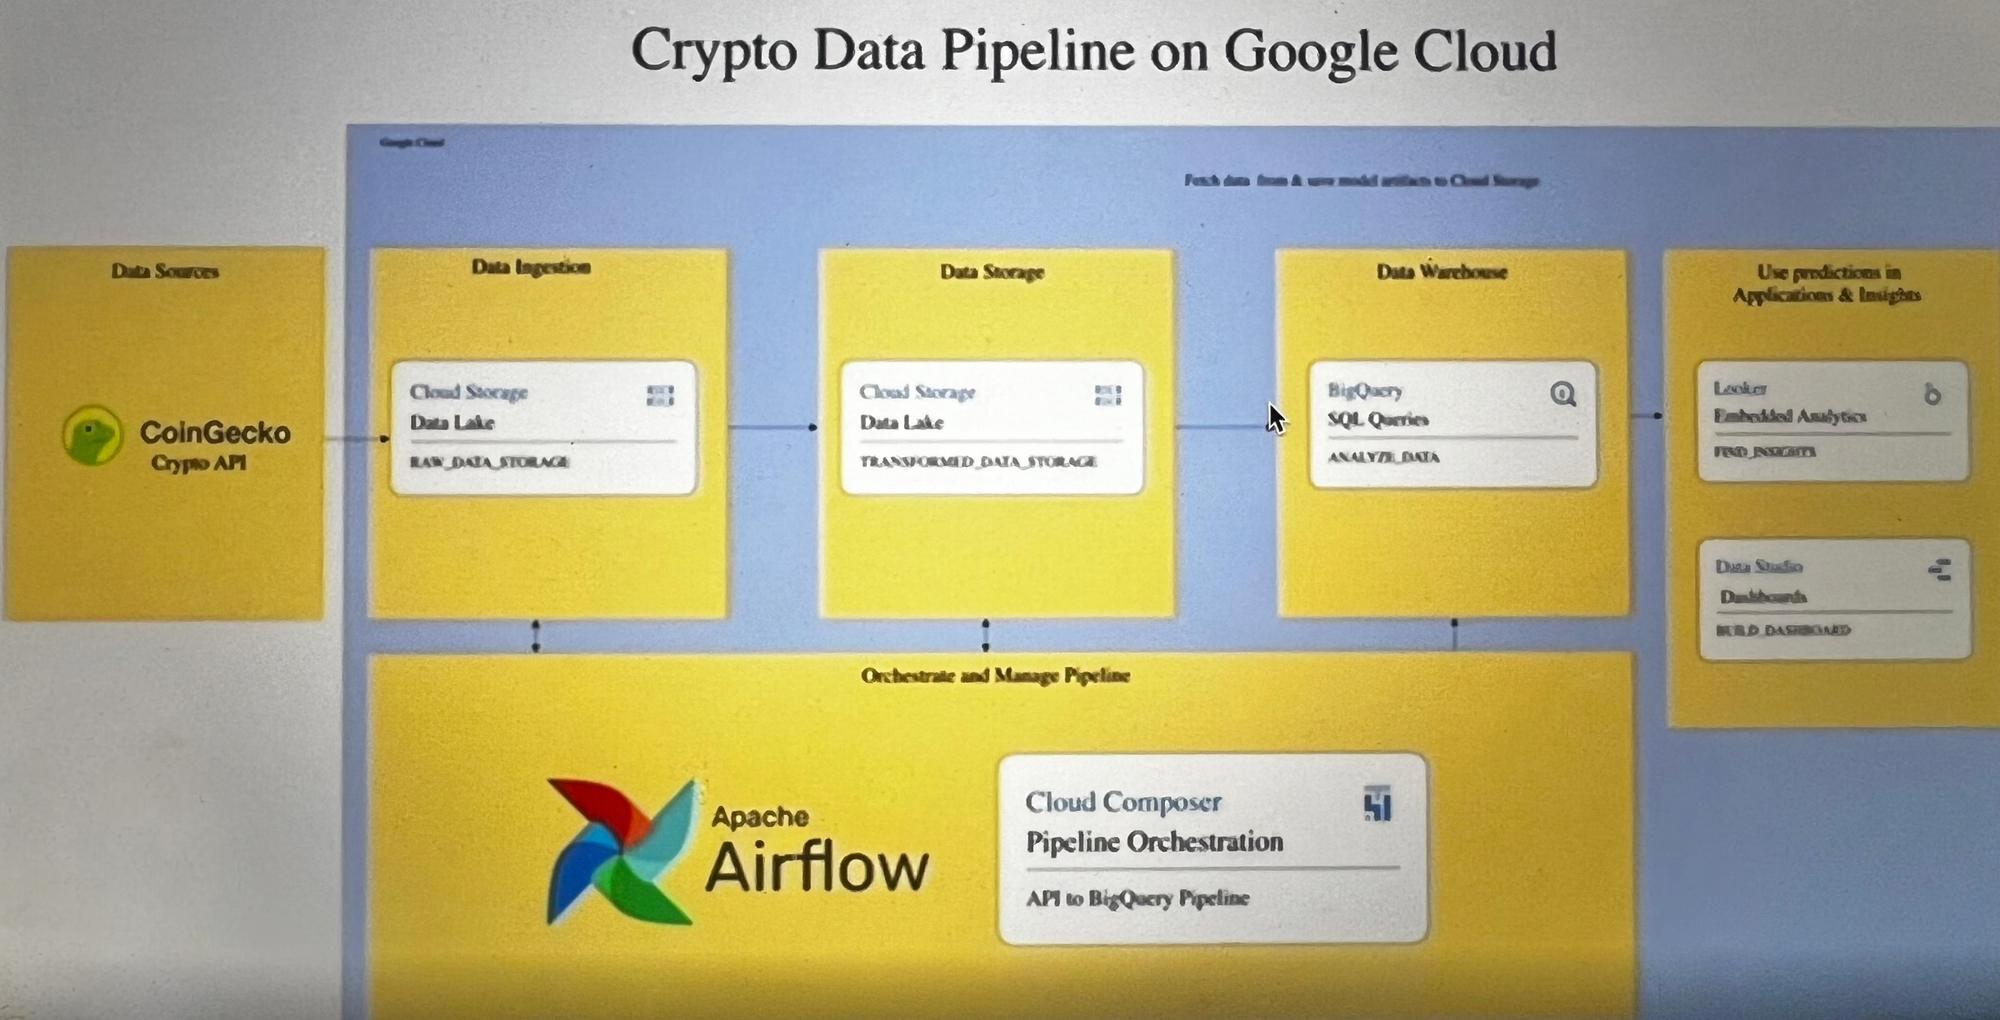 Crypto Data Pipeline on Google Cloud
Google Cloud
Fetch data from & save model artifacts to Cloud Storage
Data Sources
CoinGecko
Crypto API
Data Ingestion
Cloud Storage
Data Lake
RAW_DATA_STORAGE
Data Storage
Cloud Storage
Data Lake
TRANSFORMED_DATA_STORAGE
Data Warehouse
BigQuery
SQL Queries
ANALYZE_DATA
Use predictions in
Applications & Insights
Looker
Embedded Analytics
FIND_INSIGHTS
Data Studio
Dashboards
BUILD_DASHBOARD
Orchestrate and Manage Pipeline
Apache
Airflow
Cloud Composer
Pipeline Orchestration
API to BigQuery Pipeline